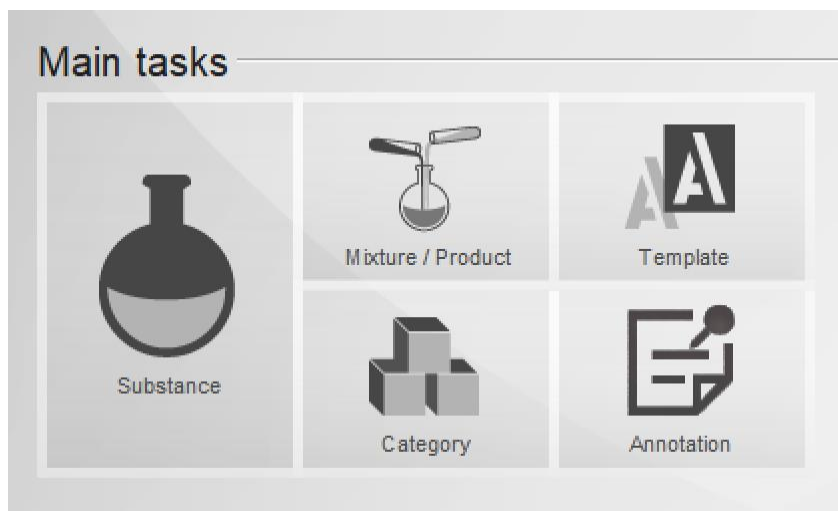 Main tasks
Substance
Mixture / Product
Template
Category
Annotation